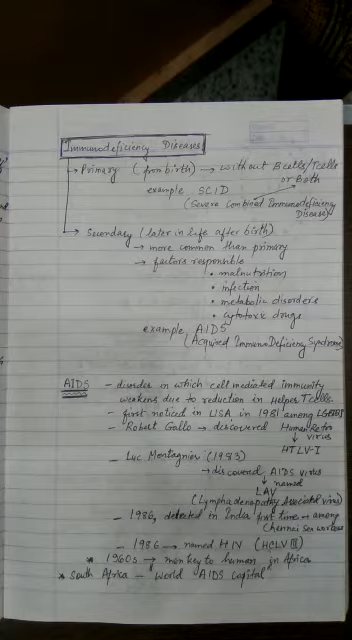 Immunodeficiency Diseases
→ Primary (from birth) → without B cells/T cells
or Both
example SCID
(Severe Combined Immunodeficiency
Disease)
→ Secondary (later in life after birth)
→ more common than primary
→ factors responsible
• malnutrition
• infection
• metabolic disorders
• cytotoxic drugs
example AIDS
(Acquired Immuno Deficiency Syndrome)
AIDS - disorder in which cell mediated immunity
weakens due to reduction in Helper T cells.
- first noticed in USA in 1981 among
- Robert Gallo → discovered Human Retro
virus
↓
HTLV-I
- Luc Montagnier
→ discovered AIDS virus
↓ named
LAV
(Lymphadenopathy Associated virus)
- 1986, detected in India first time → among
Chennai sex workers
- 1986 → named HIV
* 1960s → monkey to human in Africa
* South Africa - World AIDS capital